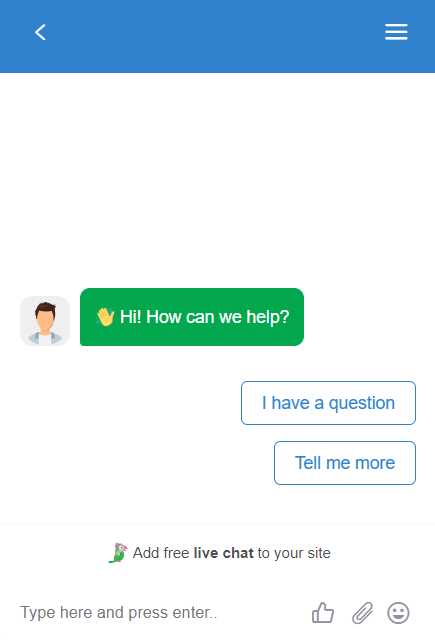 👋 Hi! How can we help?
I have a question
Tell me more
Add free live chat to your site
Type here and press enter..